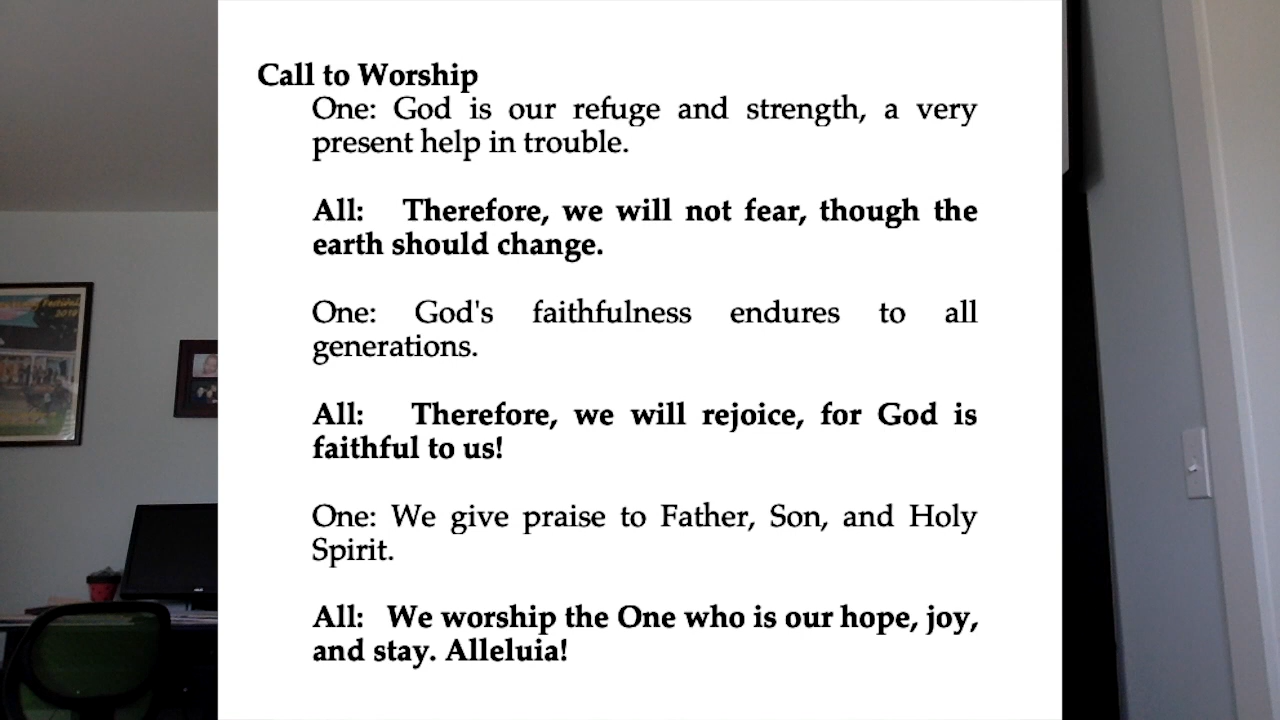 Call to Worship
One: God is our refuge and strength, a very
present help in trouble.
All: Therefore, we will not fear, though the
earth should change.
One: God's faithfulness endures to all
generations.
All: Therefore, we will rejoice, for God is
faithful to us!
One: We give praise to Father, Son, and Holy
Spirit.
All: We worship the One who is our hope, joy,
and stay. Alleluia!